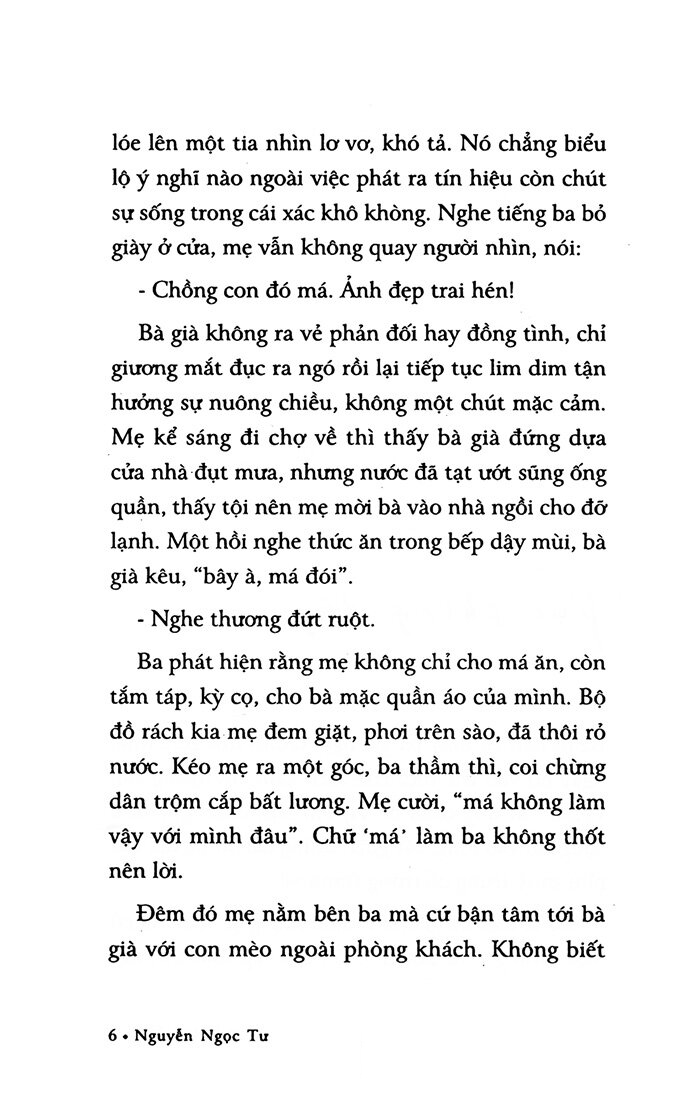 lóe lên một tia nhìn lơ vơ, khó tả. Nó chẳng biểu
lộ ý nghĩ nào ngoài việc phát ra tín hiệu còn chút
sự sống trong cái xác khô khòng. Nghe tiếng ba bỏ
giày ở cửa, mẹ vẫn không quay người nhìn, nói:
- Chồng con đó má. Ảnh đẹp trai hén!
Bà già không ra vẻ phản đối hay đồng tình, chỉ
giương mắt đục ra ngó rồi lại tiếp tục lim dim tận
hưởng sự nuông chiều, không một chút mặc cảm.
Mẹ kể sáng đi chợ về thì thấy bà già đứng dựa
cửa nhà đụt mưa, nhưng nước đã tạt ướt sũng ống
quần, thấy tội nên mẹ mời bà vào nhà ngồi cho đỡ
lạnh. Một hồi nghe thức ăn trong bếp dậy mùi, bà
già kêu, “bây à, má đói”.
- Nghe thương đứt ruột.
Ba phát hiện rằng mẹ không chỉ cho má ăn, còn
tắm táp, kỳ cọ, cho bà mặc quần áo của mình. Bộ
đồ rách kia mẹ đem giặt, phơi trên sào, đã thôi rỏ
nước. Kéo mẹ ra một góc, ba thầm thì, coi chừng
dân trộm cắp bất lương. Mẹ cười, “má không làm
vậy với mình đâu”. Chữ ‘má’ làm ba không thốt
nên lời.
Đêm đó mẹ nằm bên ba mà cứ bận tâm tới bà
già với con mèo ngoài phòng khách. Không biết
6 • Nguyễn Ngọc Tư